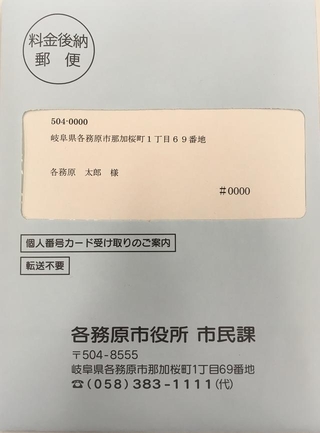 料金後納
郵便
504-0000
岐阜県各務原市那加桜町１丁目６９番地
各務原　太郎　様
＃0000
個人番号カード受け取りのご案内
転送不要
各務原市役所 市民課
〒504-8555
岐阜県各務原市那加桜町1丁目69番地
☎(058)383-1111(代)